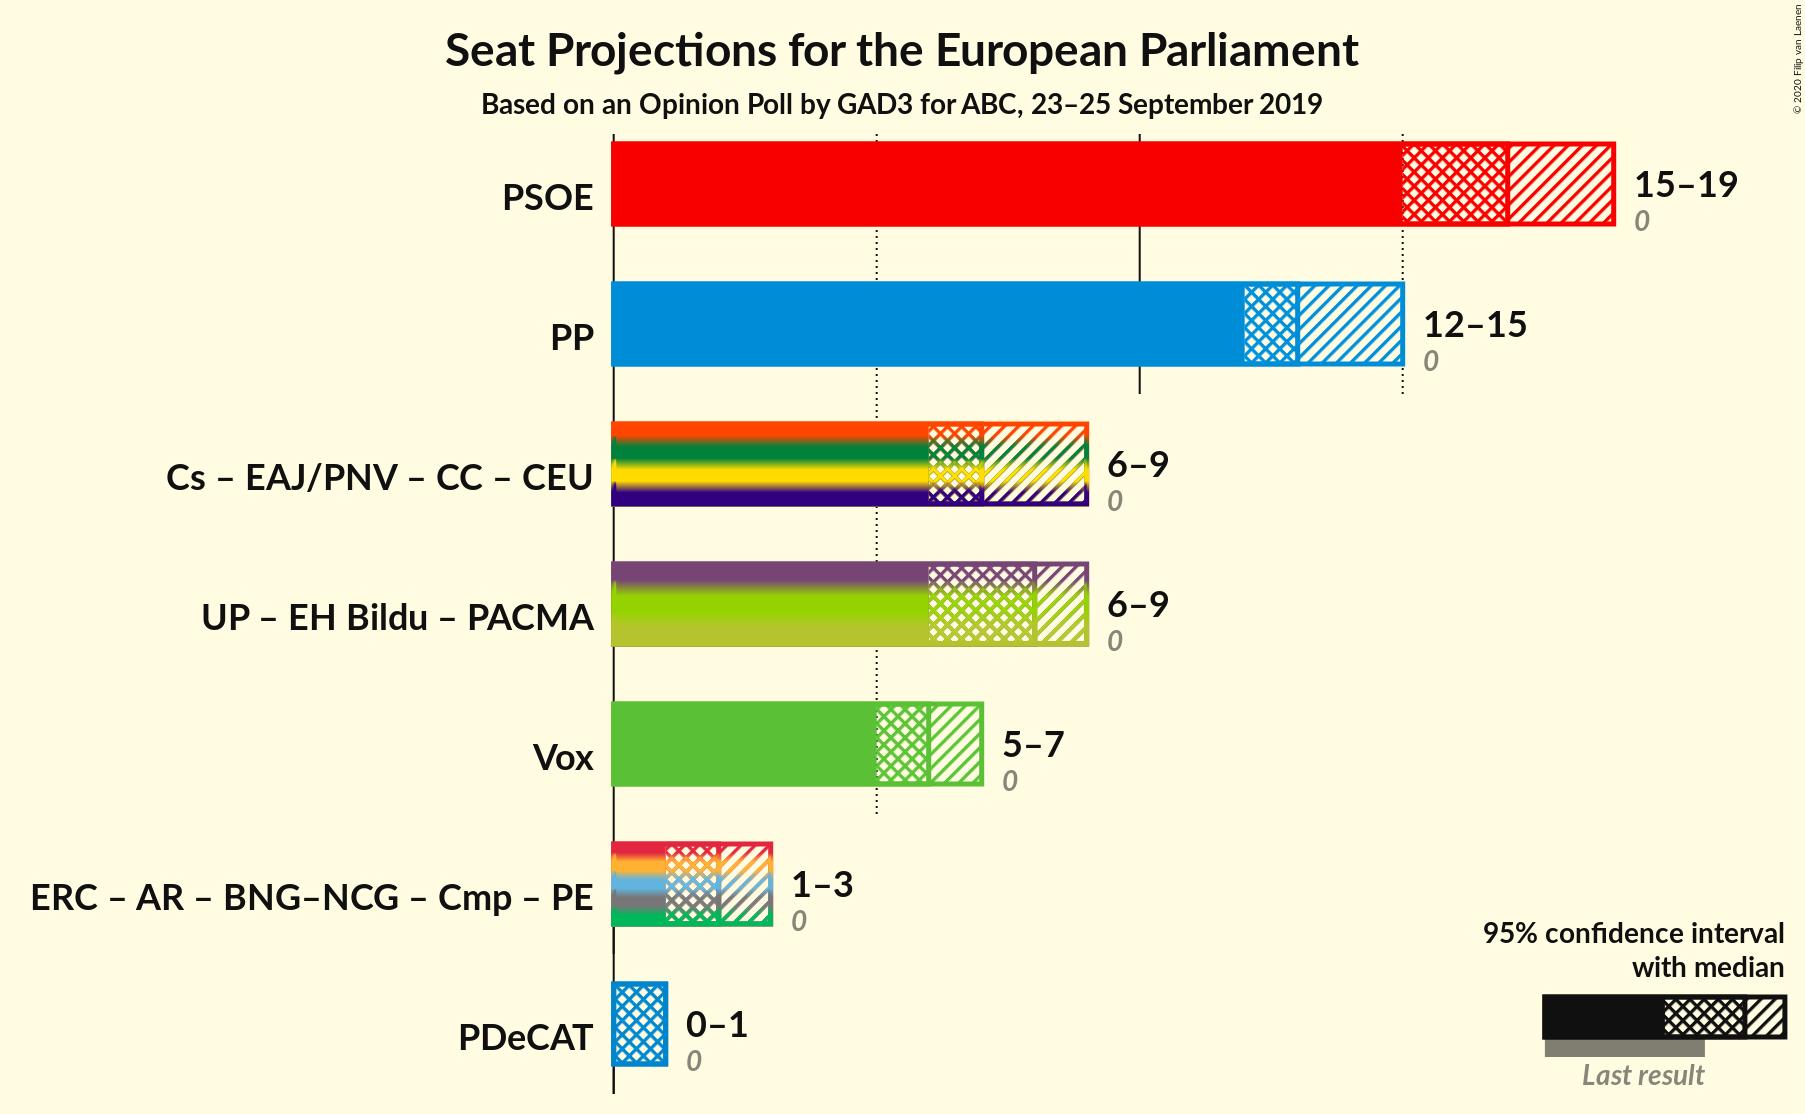 Seat Projections for the European Parliament
Based on an Opinion Poll by GAD3 for ABC, 23–25 September 2019
© 2020 Filip van Laenen
PSOE
15–19
0
PP
12–15
0
Cs – EAJ/PNV – CC – CEU
6–9
0
UP – EH Bildu – PACMA
6–9
0
Vox
5–7
0
ERC – AR – BNG–NCG – Cmp – PE
1–3
0
PDeCAT
0–1
0
95% confidence interval
with median
Last result